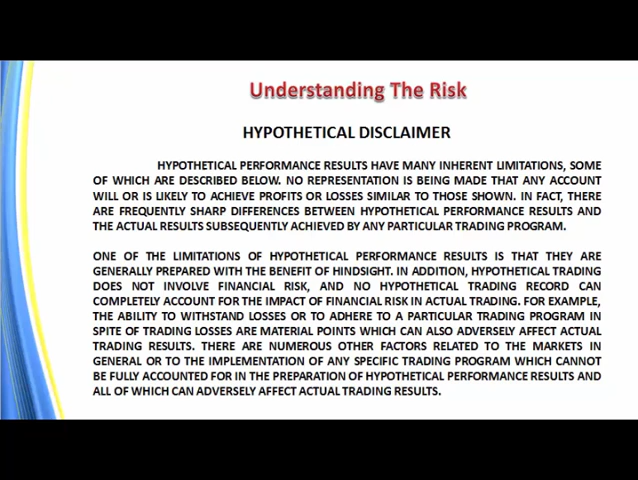 Understanding The Risk
HYPOTHETICAL DISCLAIMER
HYPOTHETICAL PERFORMANCE RESULTS HAVE MANY INHERENT LIMITATIONS, SOME
OF WHICH ARE DESCRIBED BELOW. NO REPRESENTATION IS BEING MADE THAT ANY ACCOUNT
WILL OR IS LIKELY TO ACHIEVE PROFITS OR LOSSES SIMILAR TO THOSE SHOWN. IN FACT, THERE
ARE FREQUENTLY SHARP DIFFERENCES BETWEEN HYPOTHETICAL PERFORMANCE RESULTS AND
THE ACTUAL RESULTS SUBSEQUENTLY ACHIEVED BY ANY PARTICULAR TRADING PROGRAM.
ONE OF THE LIMITATIONS OF HYPOTHETICAL PERFORMANCE RESULTS IS THAT THEY ARE
GENERALLY PREPARED WITH THE BENEFIT OF HINDSIGHT. IN ADDITION, HYPOTHETICAL TRADING
DOES NOT INVOLVE FINANCIAL RISK, AND NO HYPOTHETICAL TRADING RECORD CAN
COMPLETELY ACCOUNT FOR THE IMPACT OF FINANCIAL RISK IN ACTUAL TRADING. FOR EXAMPLE,
THE ABILITY TO WITHSTAND LOSSES OR TO ADHERE TO A PARTICULAR TRADING PROGRAM IN
SPITE OF TRADING LOSSES ARE MATERIAL POINTS WHICH CAN ALSO ADVERSELY AFFECT ACTUAL
TRADING RESULTS. THERE ARE NUMEROUS OTHER FACTORS RELATED TO THE MARKETS IN
GENERAL OR TO THE IMPLEMENTATION OF ANY SPECIFIC TRADING PROGRAM WHICH CANNOT
BE FULLY ACCOUNTED FOR IN THE PREPARATION OF HYPOTHETICAL PERFORMANCE RESULTS AND
ALL OF WHICH CAN ADVERSELY AFFECT ACTUAL TRADING RESULTS.